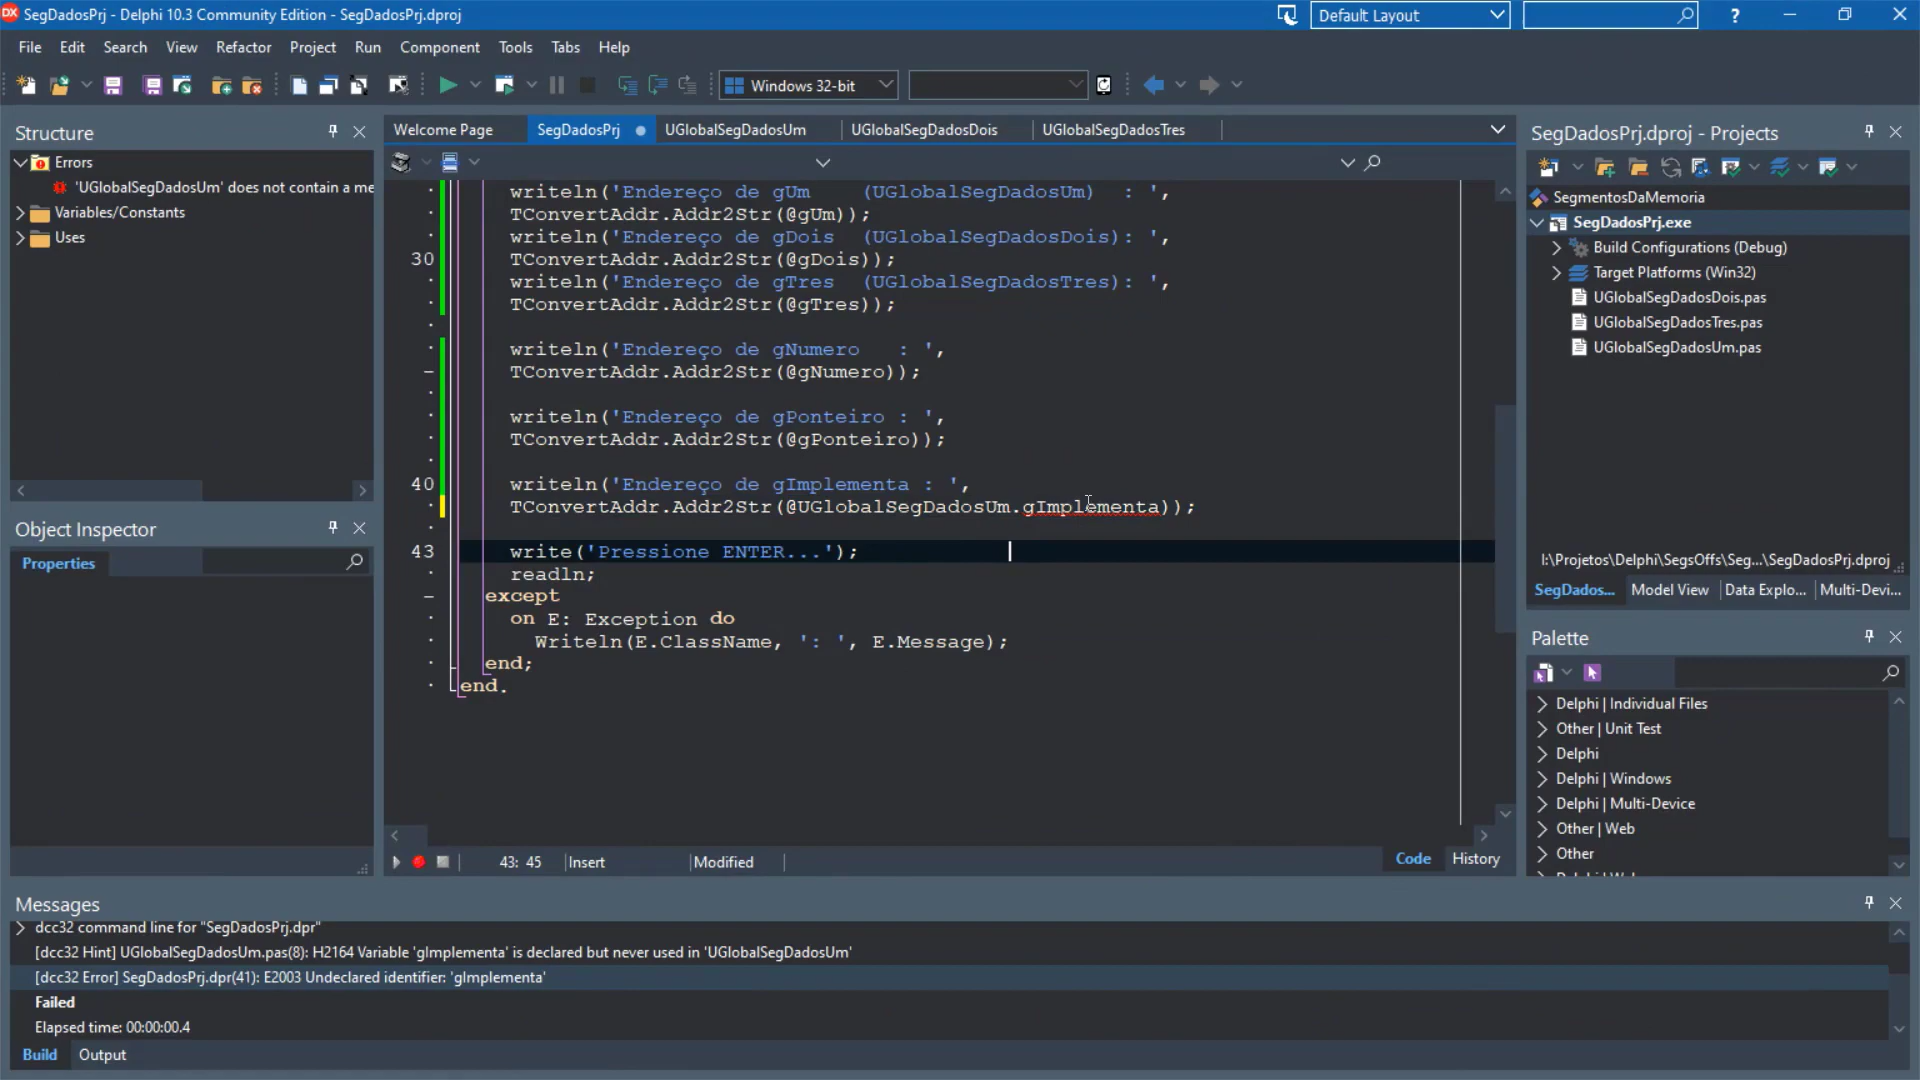 SegDadosPrj - Delphi 10.3 Community Edition - SegDadosPrj.dproj
Default Layout
?
File Edit Search View Refactor Project Run Component Tools Tabs Help
Windows 32-bit
Structure
Errors
'UGlobalSegDadosUm' does not contain a me
Variables/Constants
Uses
Object Inspector
Properties
Welcome Page SegDadosPrj UGlobalSegDadosUm UGlobalSegDadosDois UGlobalSegDadosTres
writeln('Endereço de gUm    (UGlobalSegDadosUm)  : ',
TConvertAddr.Addr2Str(@gUm));
writeln('Endereço de gDois  (UGlobalSegDadosDois): ',
30 TConvertAddr.Addr2Str(@gDois));
writeln('Endereço de gTres  (UGlobalSegDadosTres): ',
TConvertAddr.Addr2Str(@gTres));
writeln('Endereço de gNumero   : ',
TConvertAddr.Addr2Str(@gNumero));
writeln('Endereço de gPonteiro : ',
TConvertAddr.Addr2Str(@gPonteiro));
40 writeln('Endereço de gImplementa : ',
TConvertAddr.Addr2Str(@UGlobalSegDadosUm.gImplementa));
43 write('Pressione ENTER...');
readln;
except
on E: Exception do
Writeln(E.ClassName, ': ', E.Message);
end;
end.
43: 45 Insert Modified
Code History
SegDadosPrj.dproj - Projects
SegmentosDaMemoria
SegDadosPrj.exe
Build Configurations (Debug)
Target Platforms (Win32)
UGlobalSegDadosDois.pas
UGlobalSegDadosTres.pas
UGlobalSegDadosUm.pas
I:\Projetos\Delphi\SegsOffs\Seg...\SegDadosPrj.dproj
SegDados... Model View Data Explo... Multi-Devi...
Palette
Delphi | Individual Files
Other | Unit Test
Delphi
Delphi | Windows
Delphi | Multi-Device
Other | Web
Other
Messages
dcc32 command line for "SegDadosPrj.dpr"
[dcc32 Hint] UGlobalSegDadosUm.pas(8): H2164 Variable 'gImplementa' is declared but never used in 'UGlobalSegDadosUm'
[dcc32 Error] SegDadosPrj.dpr(41): E2003 Undeclared identifier: 'gImplementa'
Failed
Elapsed time: 00:00:00.4
Build Output